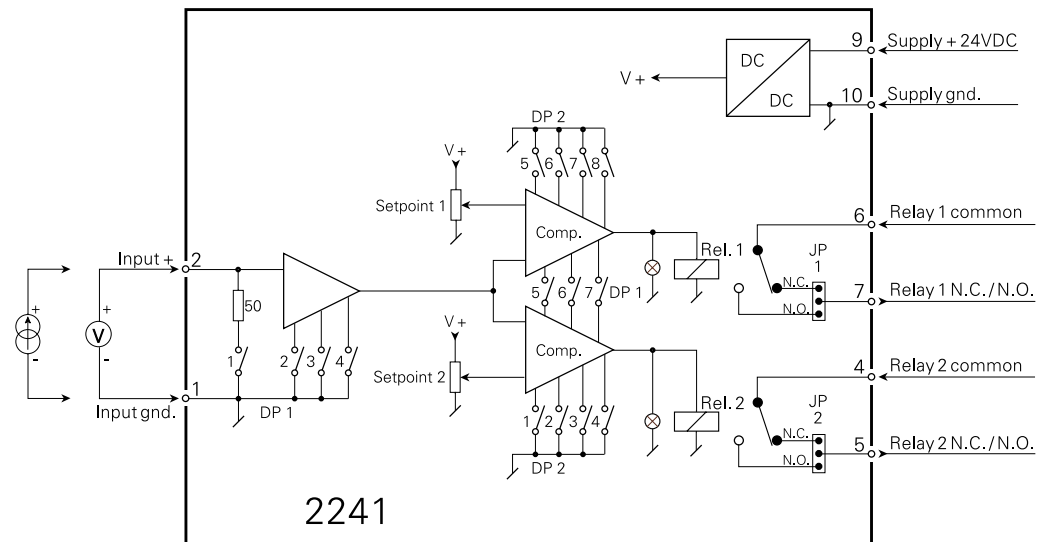 9 Supply + 24VDC
DC
V +
DC
10 Supply gnd.
DP 2
V +
5 6 7 8
Setpoint 1
Comp.
6 Relay 1 common
Rel. 1
JP
1
N.C.
7 Relay 1 N.C./N.O.
N.O.
Input + 2
50
+
V
-
+
-
1 2 3 4
5 6 7 DP 1
V+
Comp.
Setpoint 2
4 Relay 2 common
1
Input gnd.
DP 1
Rel. 2
JP
2
1 2 3 4
N.C.
5 Relay 2 N.C./N.O.
N.O.
DP 2
2241